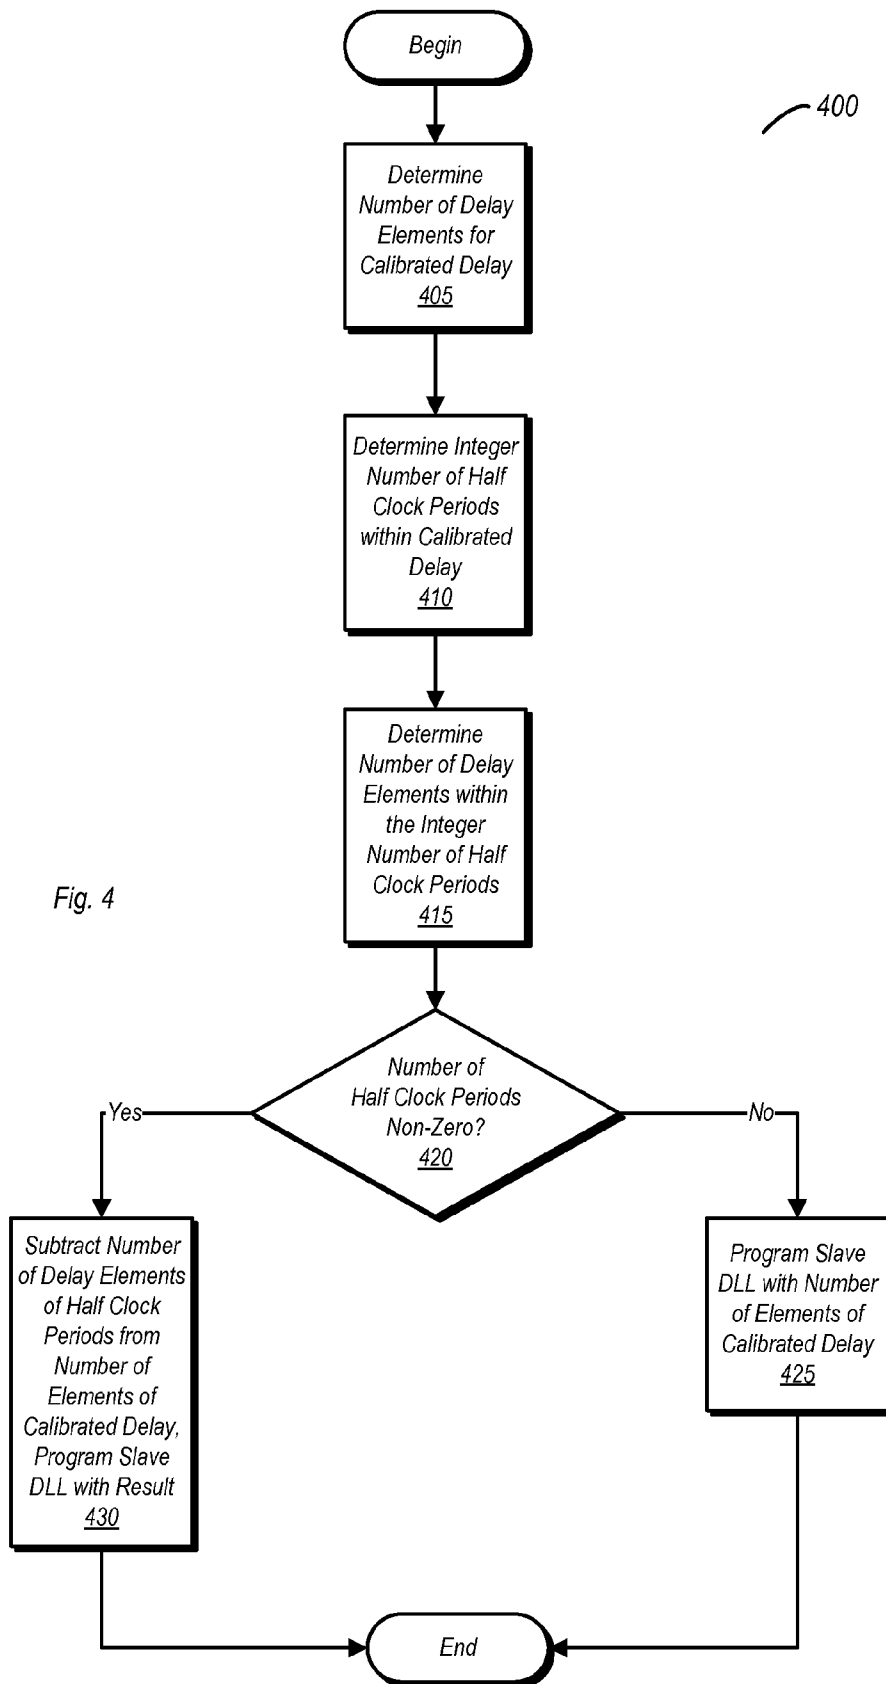 Begin
400
Determine
Number of Delay
Elements for
Calibrated Delay
405
Determine Integer
Number of Half
Clock Periods
within Calibrated
Delay
410
Determine
Number of Delay
Elements within
the Integer
Number of Half
Clock Periods
415
Fig. 4
Number of
Half Clock Periods
Non-Zero?
420
Yes
No
Subtract Number
of Delay Elements
of Half Clock
Periods from
Number of
Elements of
Calibrated Delay,
Program Slave
DLL with Result
430
Program Slave
DLL with Number
of Elements of
Calibrated Delay
425
End